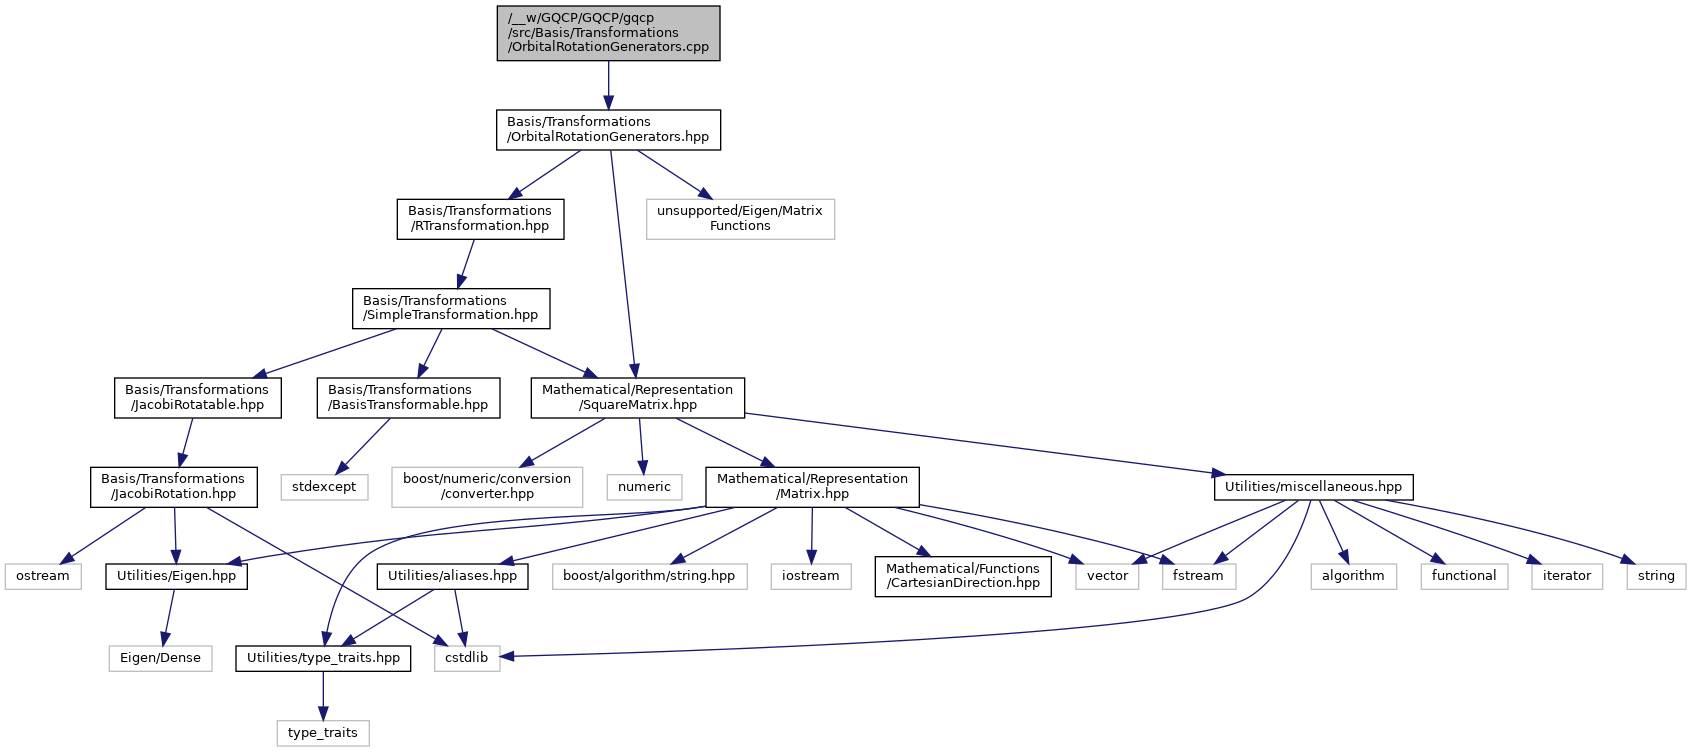 /__w/GQCP/GQCP/gqcp
/src/Basis/Transformations
/OrbitalRotationGenerators.cpp
Basis/Transformations
/OrbitalRotationGenerators.hpp
Basis/Transformations
/RTransformation.hpp
unsupported/Eigen/Matrix
Functions
Basis/Transformations
/SimpleTransformation.hpp
Basis/Transformations
/JacobiRotatable.hpp
Basis/Transformations
/BasisTransformable.hpp
Mathematical/Representation
/SquareMatrix.hpp
Basis/Transformations
/JacobiRotation.hpp
stdexcept
boost/numeric/conversion
/converter.hpp
numeric
Mathematical/Representation
/Matrix.hpp
Utilities/miscellaneous.hpp
ostream
Utilities/Eigen.hpp
Utilities/aliases.hpp
boost/algorithm/string.hpp
iostream
Mathematical/Functions
/CartesianDirection.hpp
vector
fstream
algorithm
functional
iterator
string
Eigen/Dense
Utilities/type_traits.hpp
cstdlib
type_traits